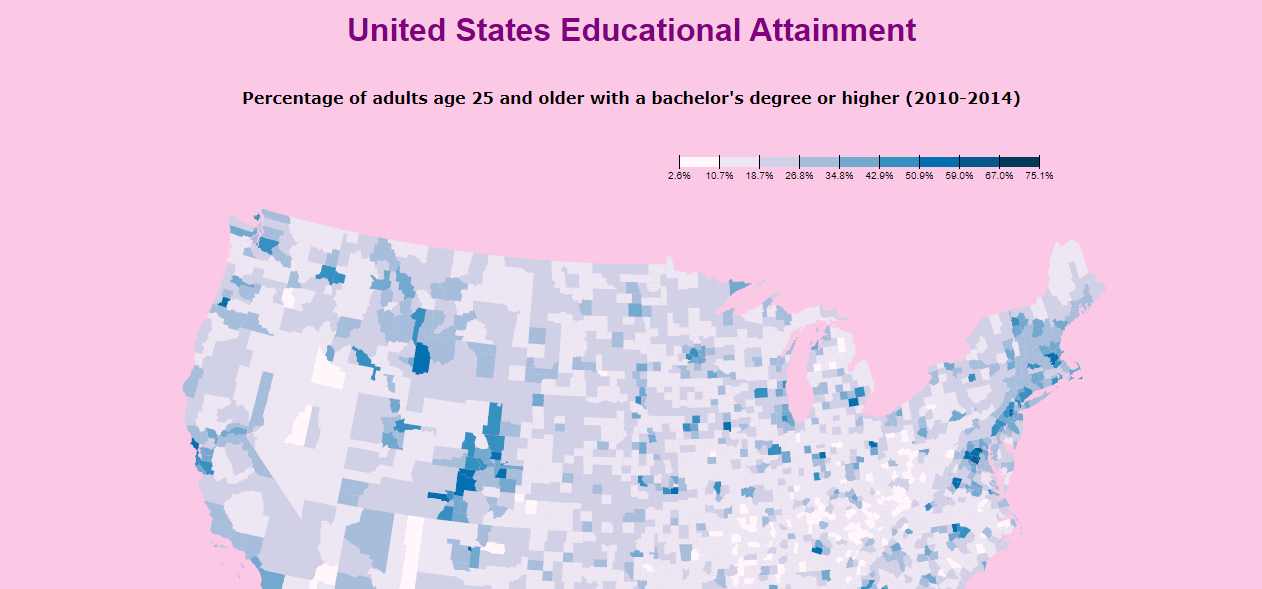 United States Educational Attainment
Percentage of adults age 25 and older with a bachelor's degree or higher (2010-2014)
2.6% 10.7% 18.7% 26.8% 34.8% 42.9% 50.9% 59.0% 67.0% 75.1%